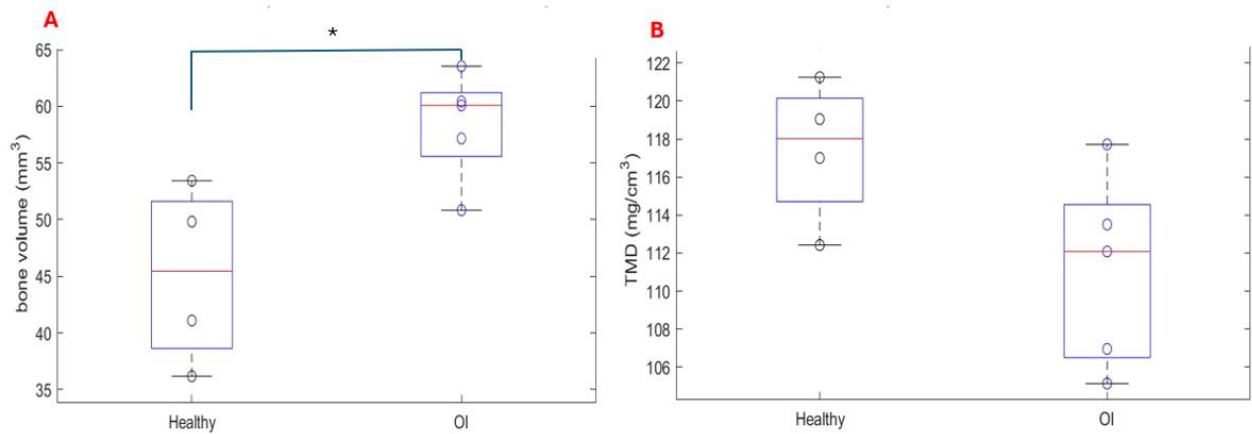 A
*
65
60
55
50
45
40
35
bone volume (mm³)
Healthy
OI
B
122
120
118
116
114
112
110
108
106
TMD (mg/cm³)
Healthy
OI